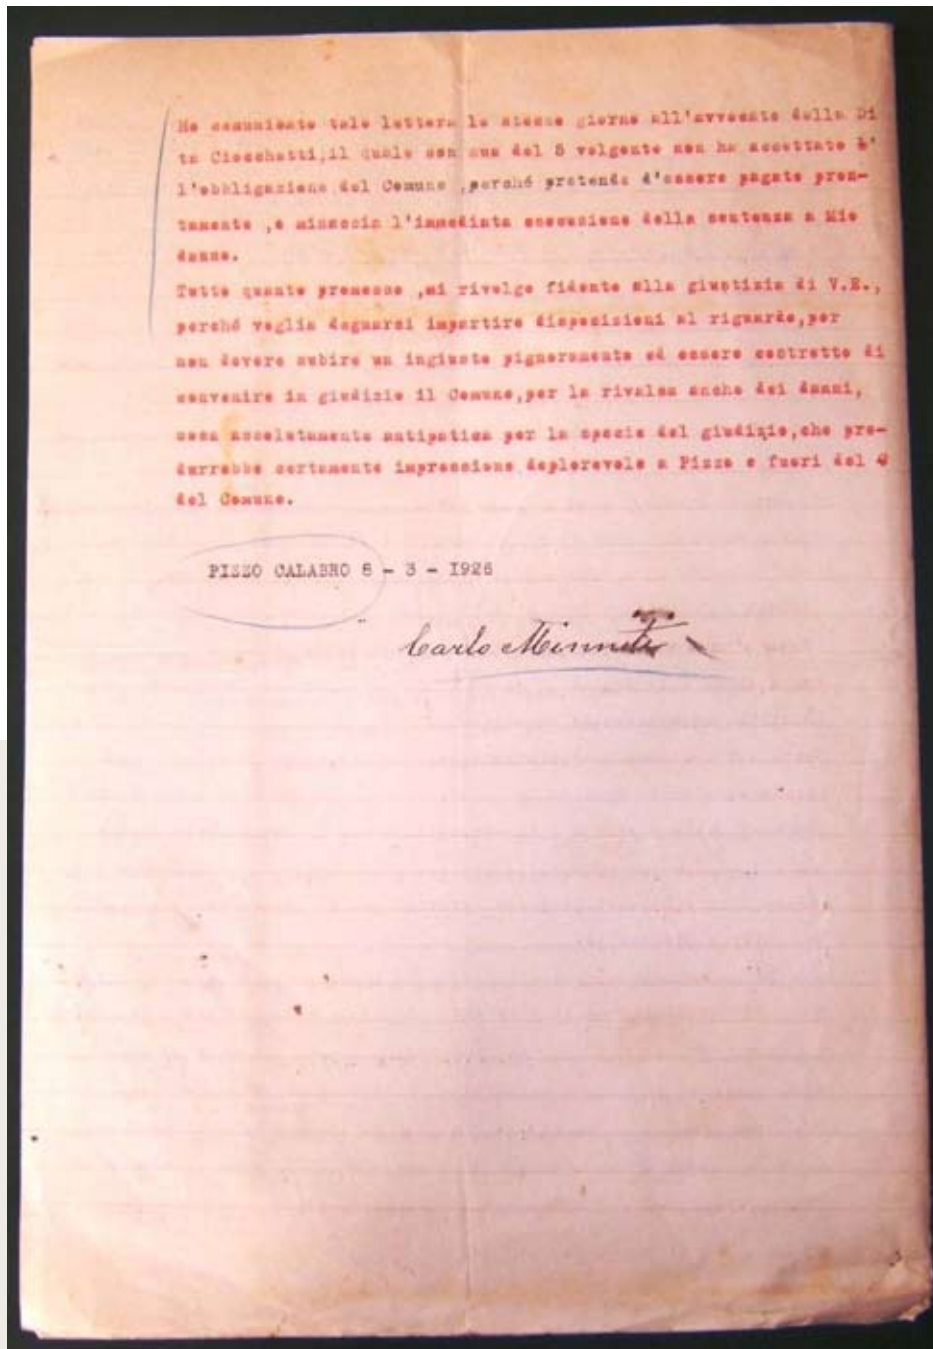 Ho comunicato tale lettera lo stesso giorno all'avvocato della Di
ta Ciocchetti,il quale con sua del 5 volgente non ha accettato
l'obbligazione del Comune ,perché pretende d'essere pagato pron-
tamente ,e minaccia l'immediata esecuzione della sentenza a Mio
danno.
Tutto quanto premesso ,mi rivolgo fidente alla giustizia di V.E.,
perché voglia degnarsi impartire disposizioni al riguardo,per
non dovere subire un ingiusto pignoramento ed essere costretto di
convenire in giudizio il Comune,per la rivalsa anche dei danni,
cosa assolutamente antipatica per la specie del giudizio,che pro-
durrebbe certamente impressione deplorevole a Pizzo e fuori del
del Comune.
PIZZO CALABRO 8 - 3 - 1926
Carlo Minniti